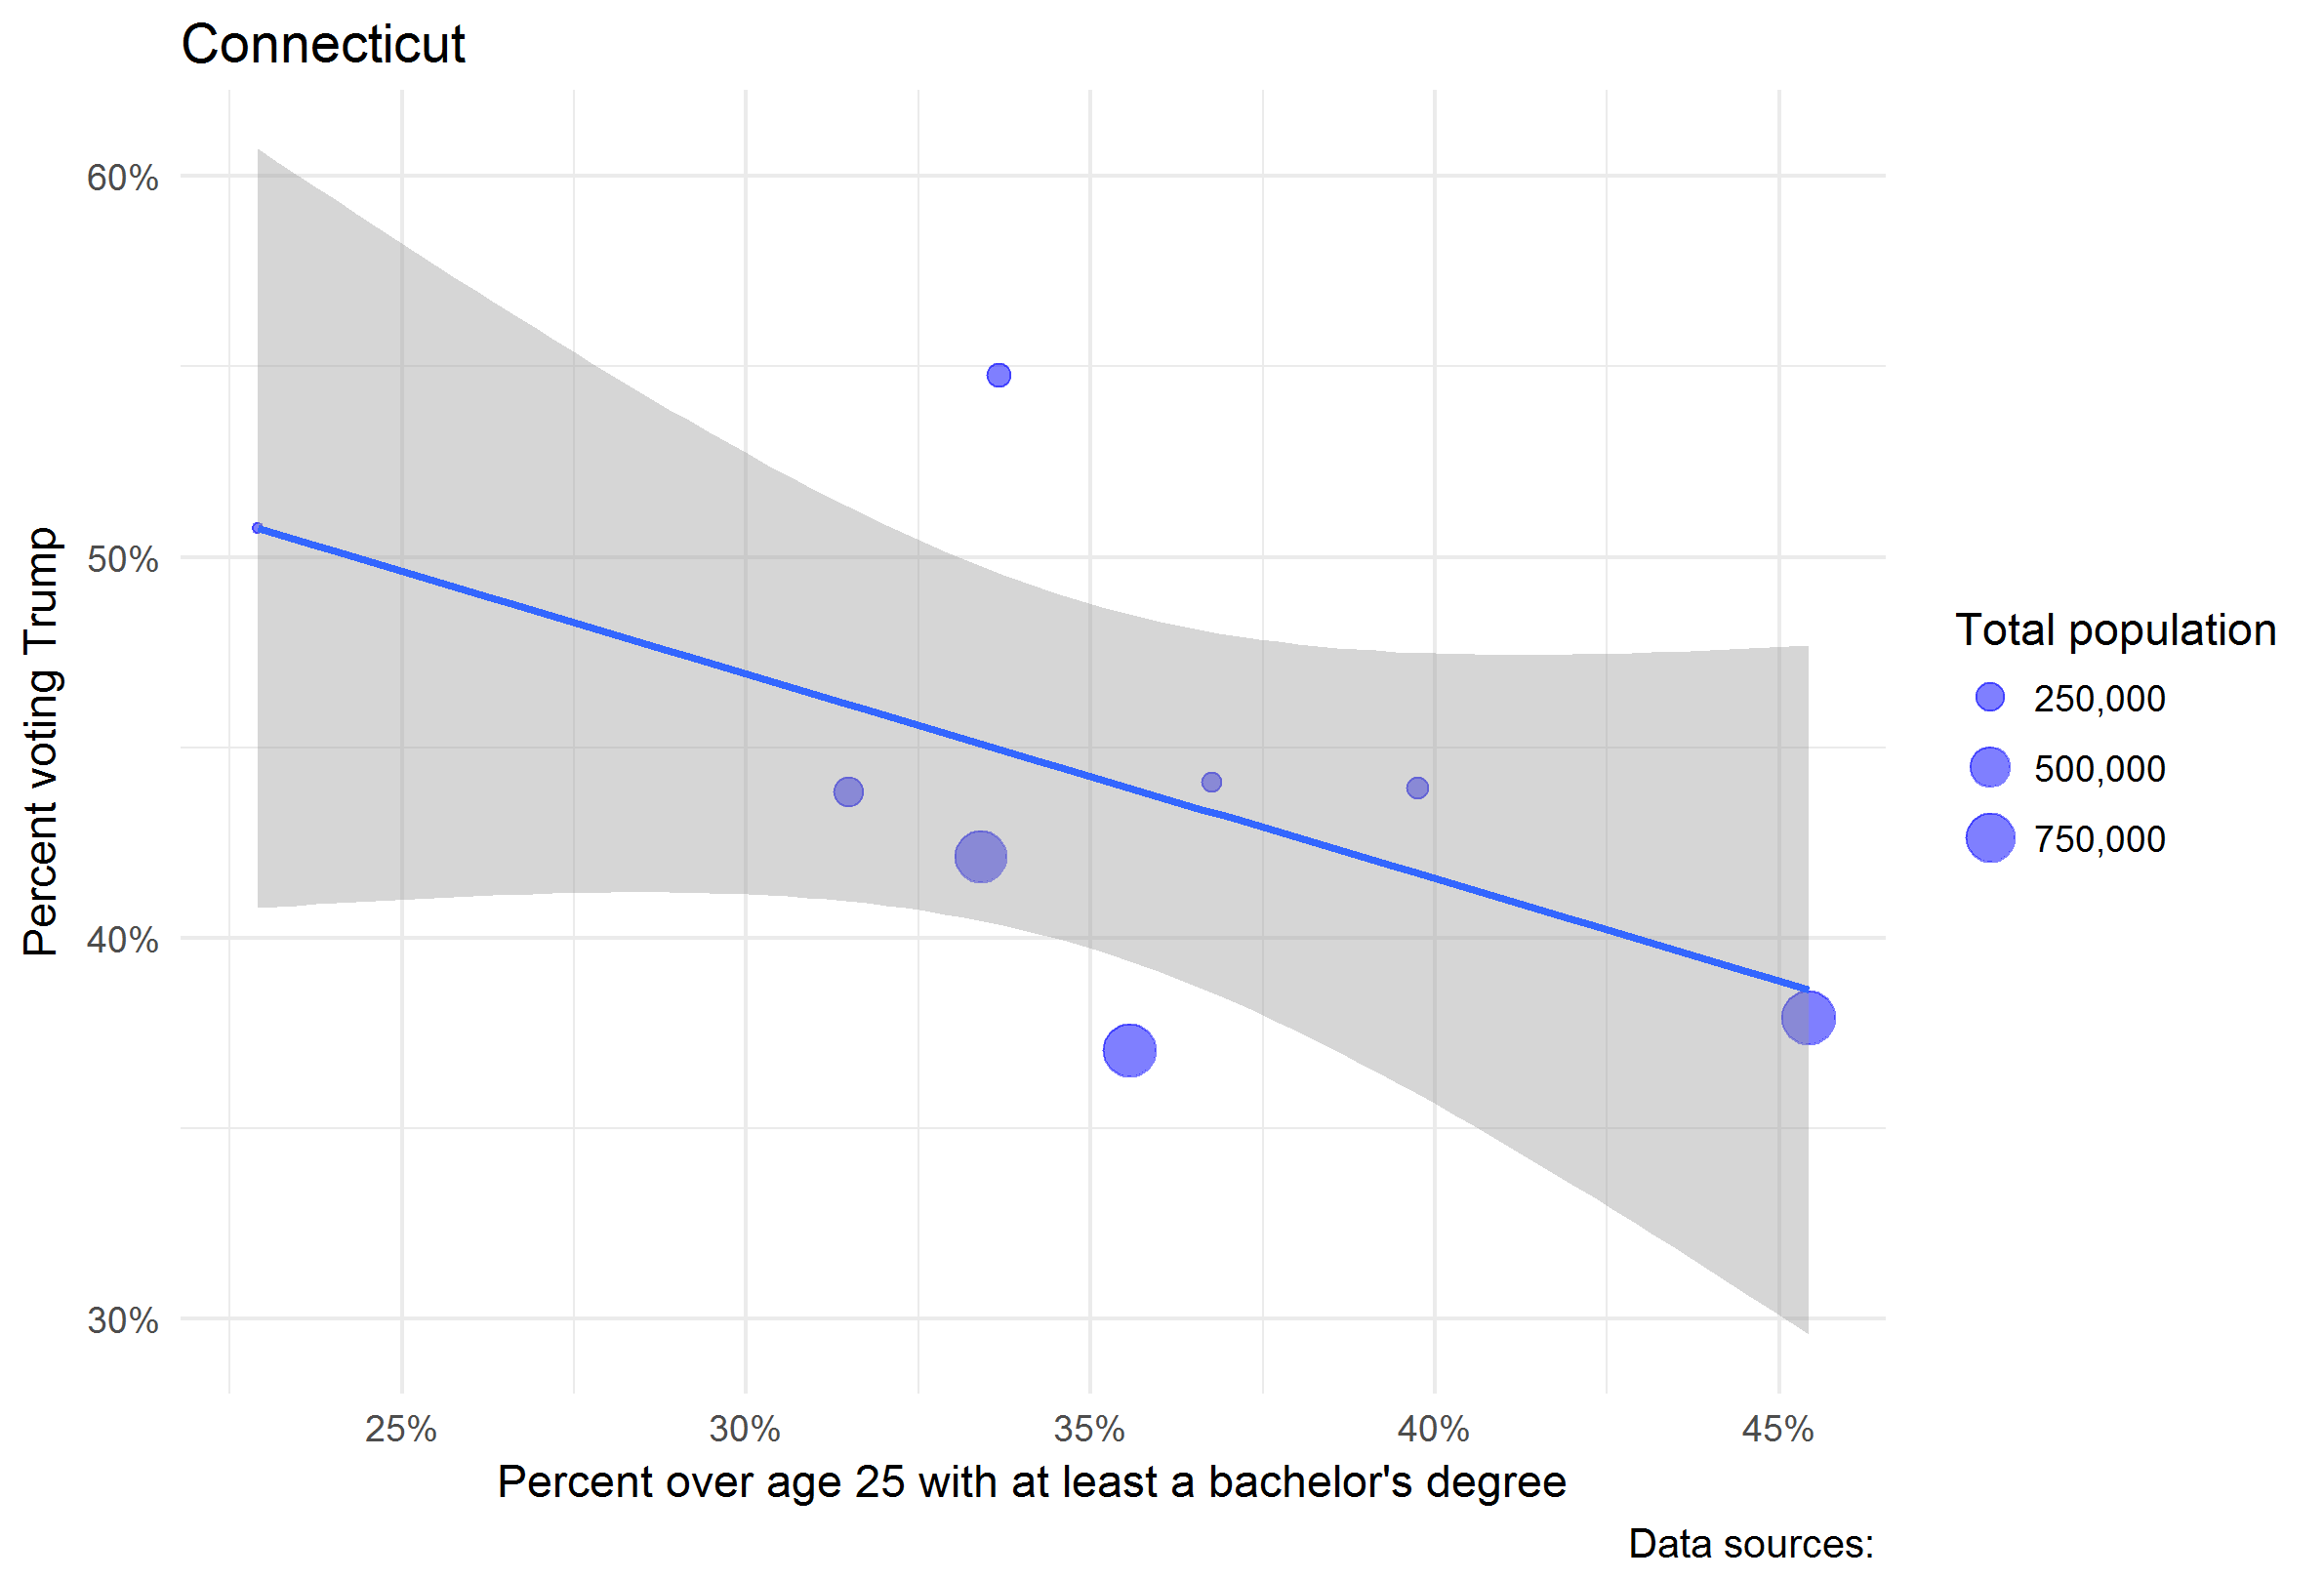 Connecticut
60%
50%
40%
30%
Percent voting Trump
25% 30% 35% 40% 45%
Percent over age 25 with at least a bachelor's degree
Total population
250,000
500,000
750,000
Data sources: